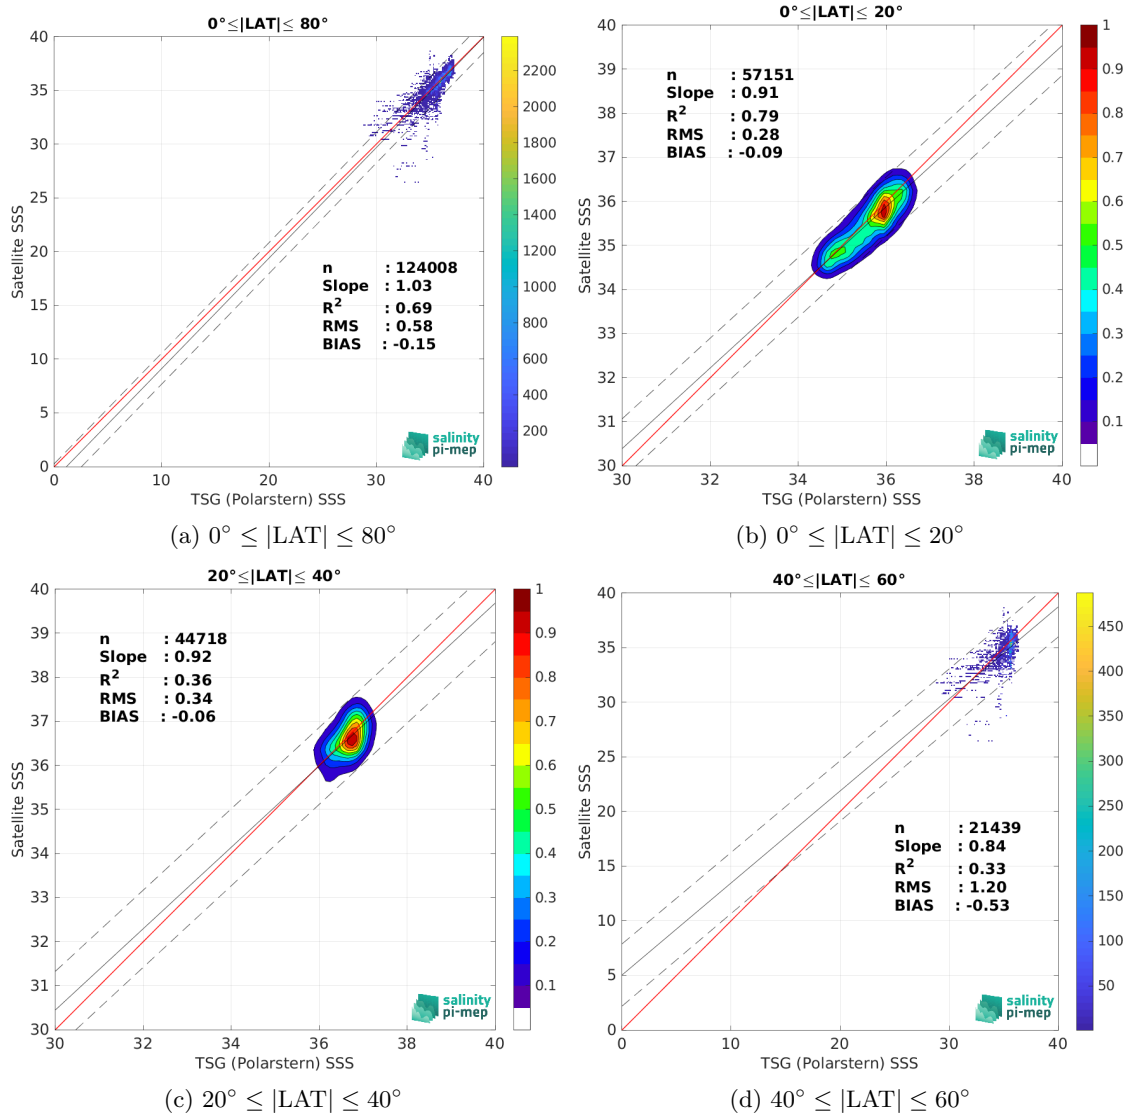 0°≤|LAT|≤ 80°
40
35
30
25
20
15
10
5
0
Satellite SSS
n : 124008
Slope : 1.03
R² : 0.69
RMS : 0.58
BIAS : -0.15
salinity
pi-mep
0 10 20 30 40
TSG (Polarstern) SSS
2200
2000
1800
1600
1400
1200
1000
800
600
400
200
(a) 0° ≤ |LAT| ≤ 80°
0°≤|LAT|≤ 20°
40
39
38
37
36
35
34
33
32
31
30
Satellite SSS
n : 57151
Slope : 0.91
R² : 0.79
RMS : 0.28
BIAS : -0.09
salinity
pi-mep
30 32 34 36 38 40
TSG (Polarstern) SSS
1
0.9
0.8
0.7
0.6
0.5
0.4
0.3
0.2
0.1
(b) 0° ≤ |LAT| ≤ 20°
20°≤|LAT|≤ 40°
40
39
38
37
36
35
34
33
32
31
30
Satellite SSS
n : 44718
Slope : 0.92
R² : 0.36
RMS : 0.34
BIAS : -0.06
salinity
pi-mep
30 32 34 36 38 40
TSG (Polarstern) SSS
1
0.9
0.8
0.7
0.6
0.5
0.4
0.3
0.2
0.1
(c) 20° ≤ |LAT| ≤ 40°
40°≤|LAT|≤ 60°
40
35
30
25
20
15
10
5
0
Satellite SSS
n : 21439
Slope : 0.84
R² : 0.33
RMS : 1.20
BIAS : -0.53
salinity
pi-mep
0 10 20 30 40
TSG (Polarstern) SSS
450
400
350
300
250
200
150
100
50
(d) 40° ≤ |LAT| ≤ 60°